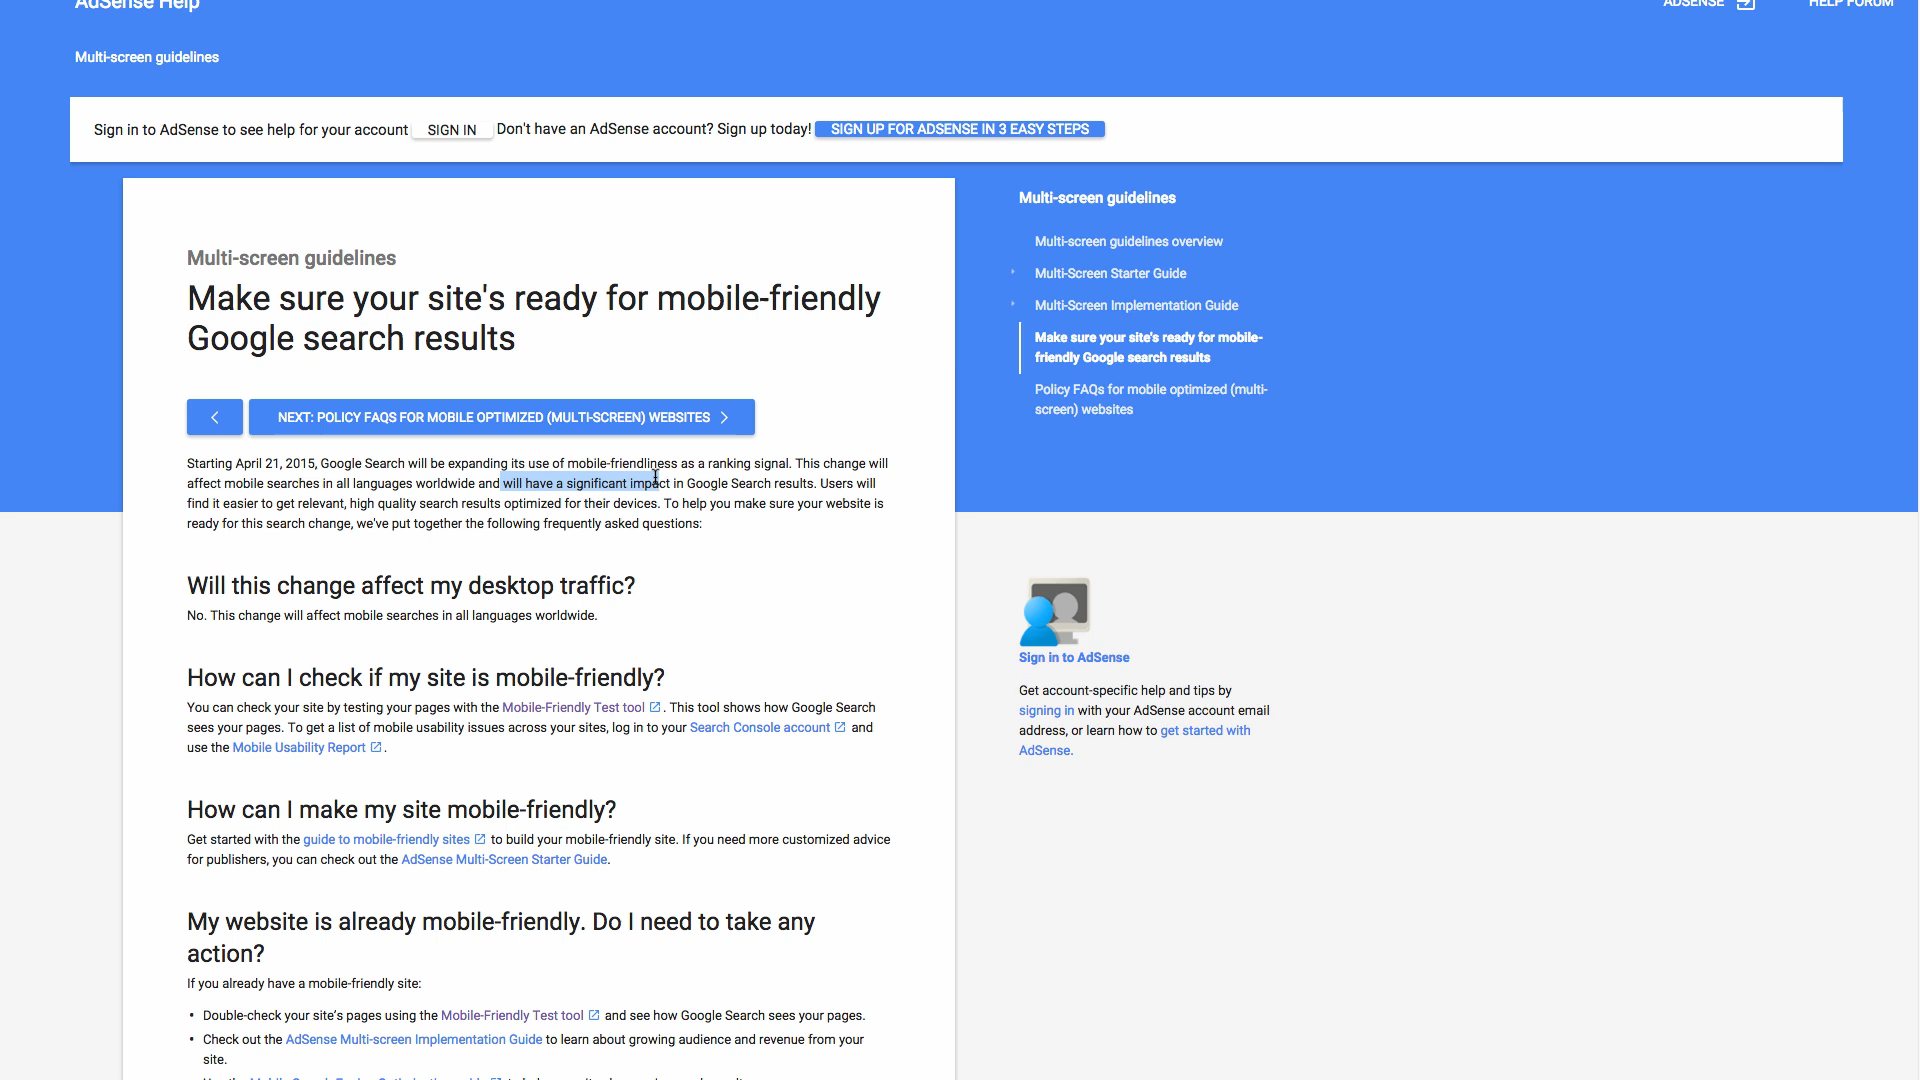 AdSense Help
ADSENSE
HELP FORUM
Multi-screen guidelines
Sign in to AdSense to see help for your account SIGN IN Don't have an AdSense account? Sign up today! SIGN UP FOR ADSENSE IN 3 EASY STEPS
Multi-screen guidelines
Make sure your site's ready for mobile-friendly
Google search results
NEXT: POLICY FAQS FOR MOBILE OPTIMIZED (MULTI-SCREEN) WEBSITES
Starting April 21, 2015, Google Search will be expanding its use of mobile-friendliness as a ranking signal. This change will
affect mobile searches in all languages worldwide and will have a significant impact in Google Search results. Users will
find it easier to get relevant, high quality search results optimized for their devices. To help you make sure your website is
ready for this search change, we've put together the following frequently asked questions:
Will this change affect my desktop traffic?
No. This change will affect mobile searches in all languages worldwide.
How can I check if my site is mobile-friendly?
You can check your site by testing your pages with the Mobile-Friendly Test tool . This tool shows how Google Search
sees your pages. To get a list of mobile usability issues across your sites, log in to your Search Console account and
use the Mobile Usability Report .
How can I make my site mobile-friendly?
Get started with the guide to mobile-friendly sites to build your mobile-friendly site. If you need more customized advice
for publishers, you can check out the AdSense Multi-Screen Starter Guide.
My website is already mobile-friendly. Do I need to take any
action?
If you already have a mobile-friendly site:
• Double-check your site's pages using the Mobile-Friendly Test tool and see how Google Search sees your pages.
• Check out the AdSense Multi-screen Implementation Guide to learn about growing audience and revenue from your
site.
Multi-screen guidelines
Multi-screen guidelines overview
Multi-Screen Starter Guide
Multi-Screen Implementation Guide
Make sure your site's ready for mobile-
friendly Google search results
Policy FAQs for mobile optimized (multi-
screen) websites
Sign in to AdSense
Get account-specific help and tips by
signing in with your AdSense account email
address, or learn how to get started with
AdSense.